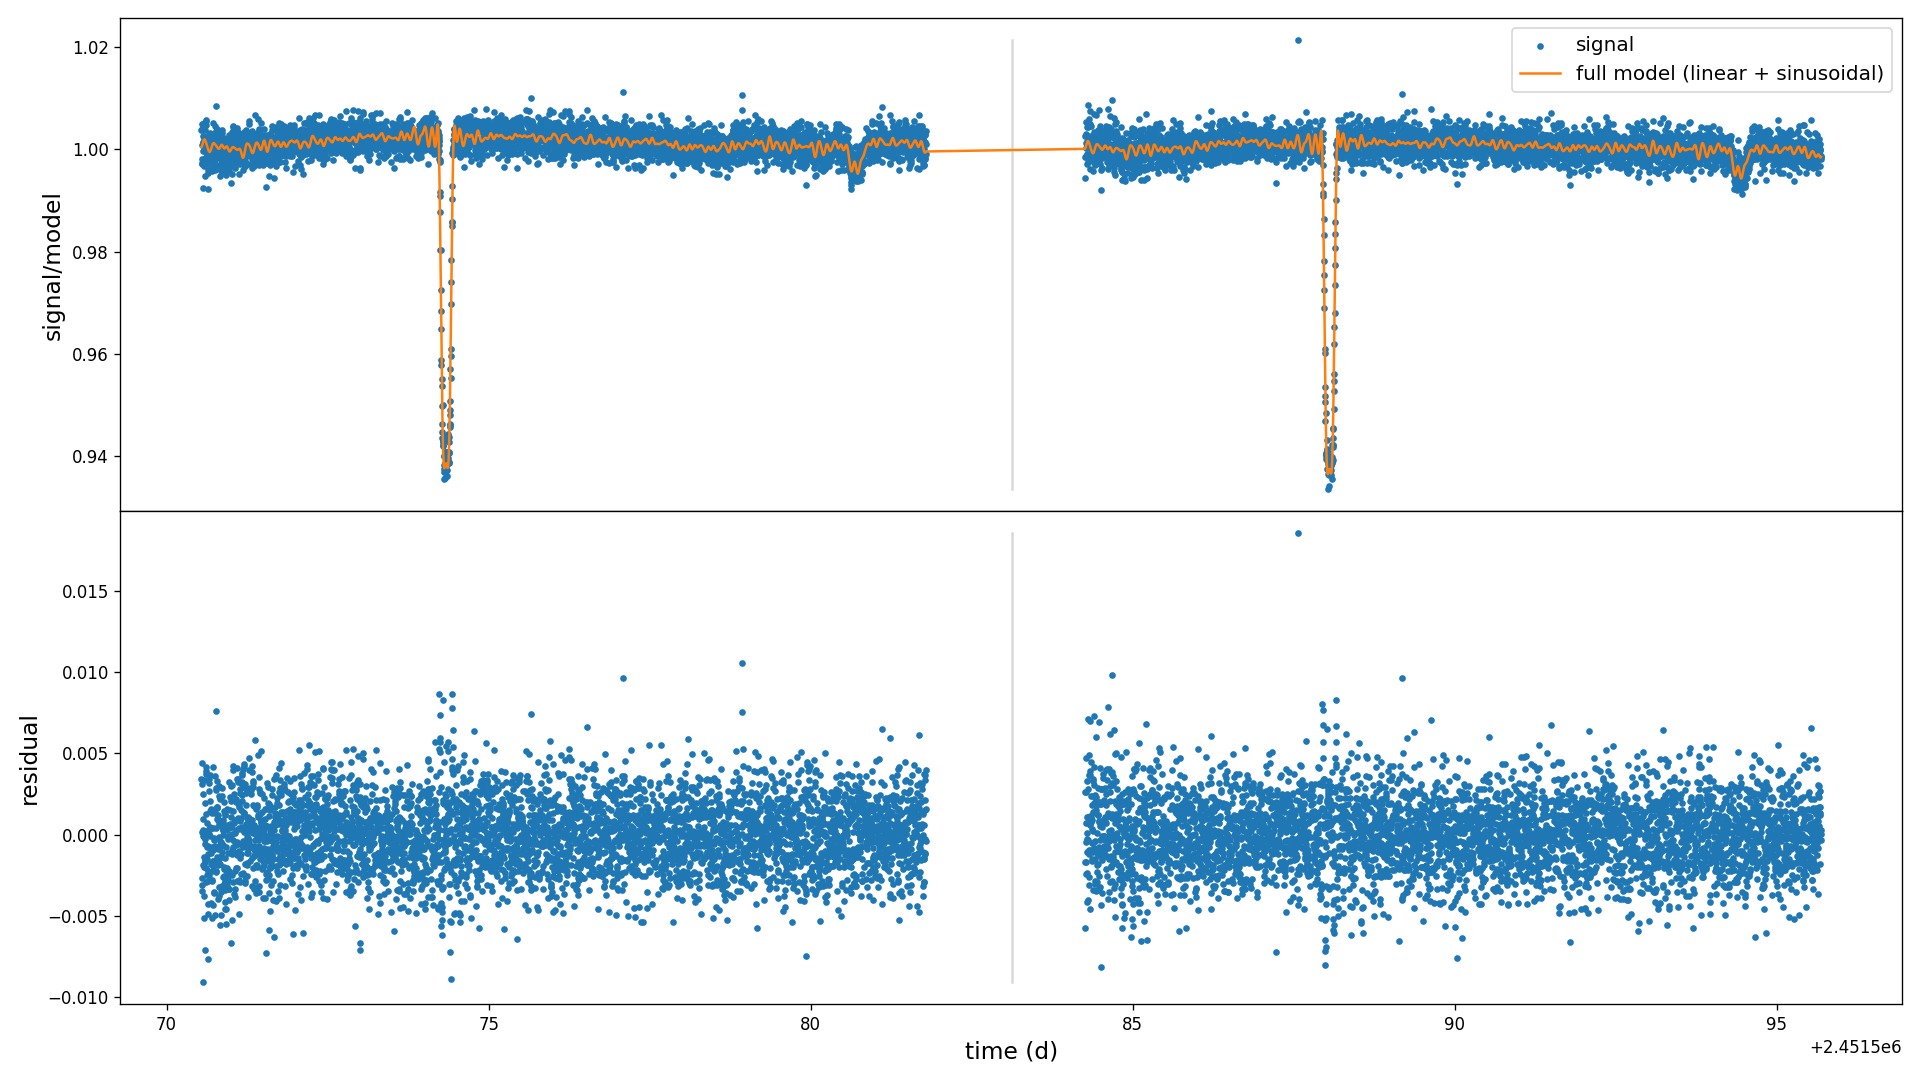 signal
full model (linear + sinusoidal)
signal/model
1.02
1.00
0.98
0.96
0.94
residual
0.015
0.010
0.005
0.000
−0.005
−0.010
70
75
80
85
90
95
time (d)
+2.4515e6